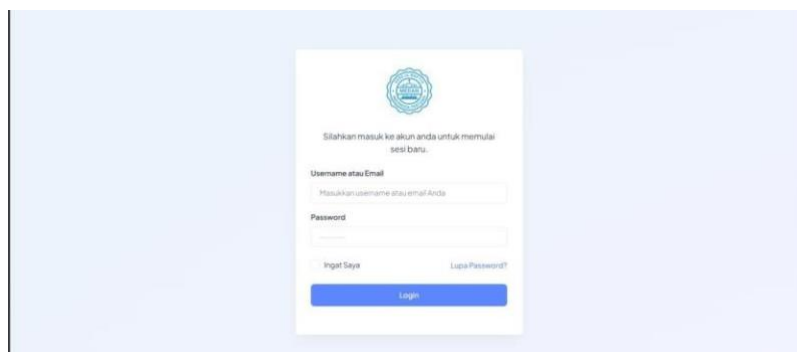 Silahkan masuk ke akun anda untuk memulai
sesi baru.
Username atau Email
Masukkan username atau email Anda
Password
Ingat Saya
Lupa Password?
Login